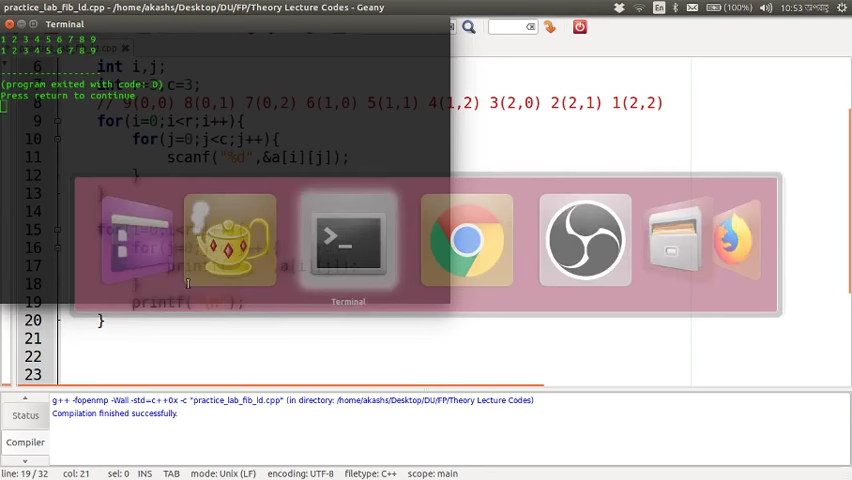 practice_lab_fib_ld.cpp - /home/akashs/Desktop/DU/FP/Theory Lecture Codes] - Geany
En (100%) 10:53
Terminal
1 2 3 4 5 6 7 8 9
1 2 3 4 5 6 7 8 9
------------------
(program exited with code: 0)
Press return to continue
6 int i,j;
7 c=3;
8 // 9(0,0) 8(0,1) 7(0,2) 6(1,0) 5(1,1) 4(1,2) 3(2,0) 2(2,1) 1(2,2)
9 for(i=0;i<r;i++){
10 for(j=0;j<c;j++){
11 scanf("%d",&a[i][j]);
12 }
13 }
14
15
16
17 ,a[i][j]);
18 }
19 printf(
20 }
21
22
23
Terminal
Status
Compiler
g++ -fopenmp -Wall -std=c++0x -c "practice_lab_fib_ld.cpp" (in directory: /home/akashs/Desktop/DU/FP/Theory Lecture Codes)
Compilation finished successfully.
line: 19 / 32 col: 21 sel: 0 INS TAB mode: Unix (LF) encoding: UTF-8 filetype: C++ scope: main